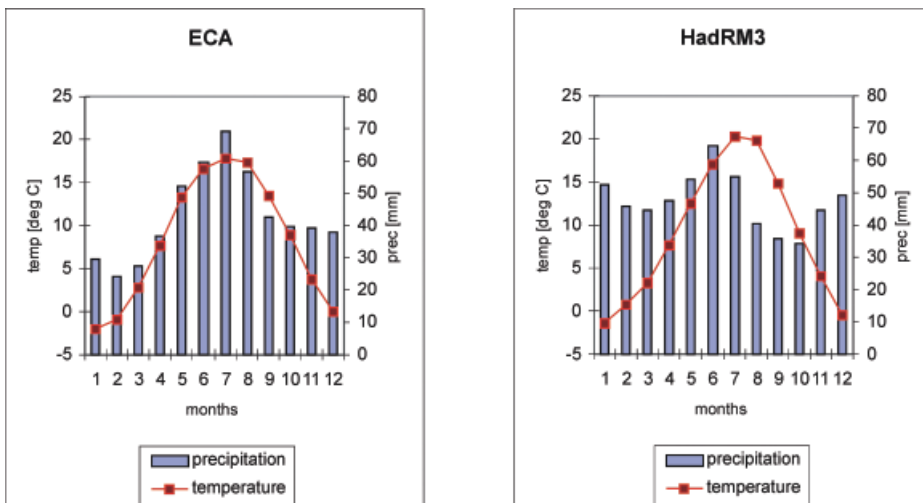 ECA
25
20
15
10
5
0
-5
80
70
60
50
40
30
20
10
0
temp [deg C]
prec [mm]
1 2 3 4 5 6 7 8 9 10 11 12
months
precipitation
temperature
HadRM3
25
20
15
10
5
0
-5
80
70
60
50
40
30
20
10
0
temp [deg C]
prec [mm]
1 2 3 4 5 6 7 8 9 10 11 12
months
precipitation
temperature